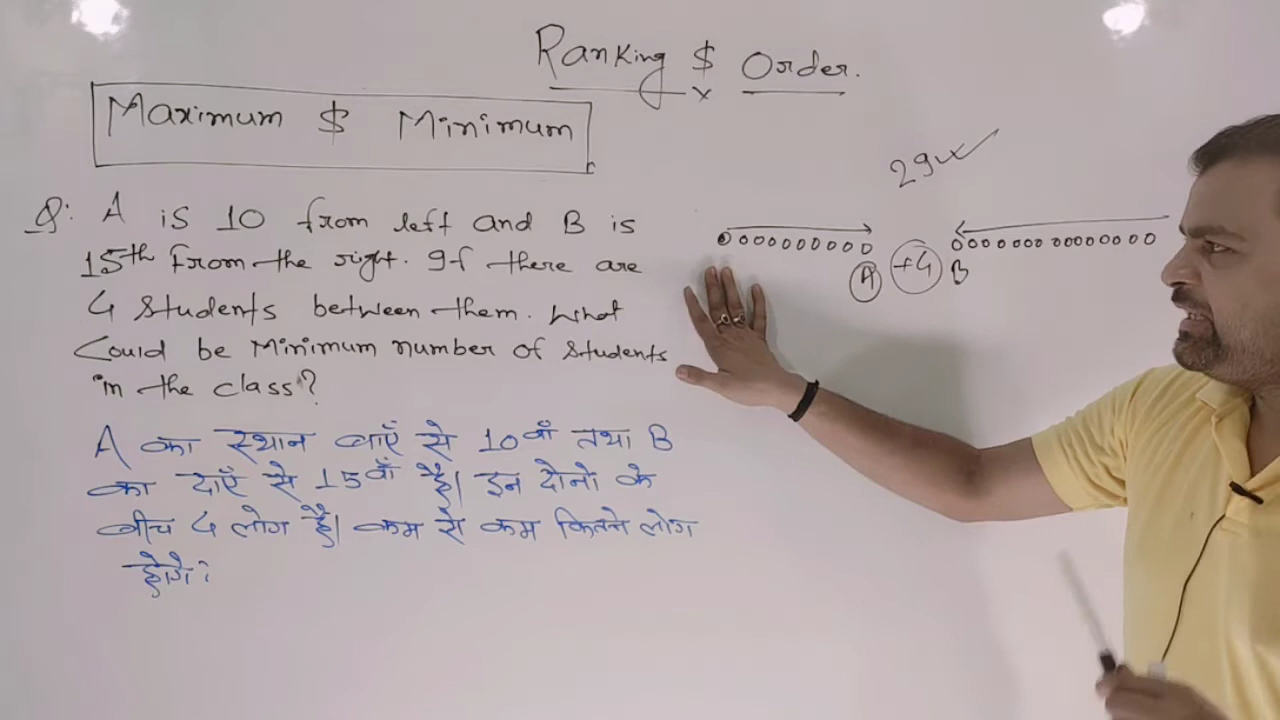 Ranking $ Order.
Maximum $ Minimum
29
Q: A is 10 from left and B is
15th from the right. If there are
4 students between them. What
Could be Minimum number of students
in the class?
A +4 B
A का स्थान बाएँ से 10वाँ तथा B
का दाएँ से 15वाँ है। इन दोनो के
बीच 4 लोग है। कम से कम कितने लोग
होगे?